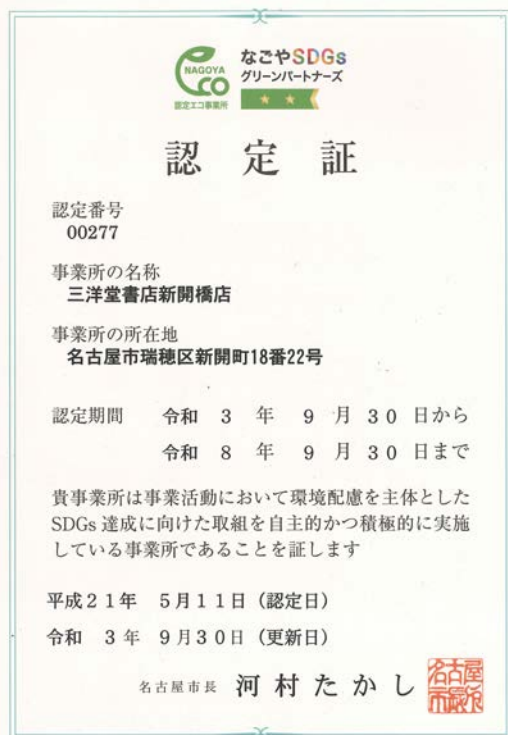 NAGOYA
eco
認定エコ事業所
なごやSDGs
グリーンパートナーズ
認定証
認定番号
00277
事業所の名称
三洋堂書店新開橋店
事業所の所在地
名古屋市瑞穂区新開町18番22号
認定期間 令和 3 年 9 月 30 日から
令和 8 年 9 月 30 日まで
貴事業所は事業活動において環境配慮を主体とした
SDGs 達成に向けた取組を自主的かつ積極的に実施
している事業所であることを証します
平成21年 5月11日(認定日)
令和 3年 9月30日(更新日)
名古屋市長 河村たかし